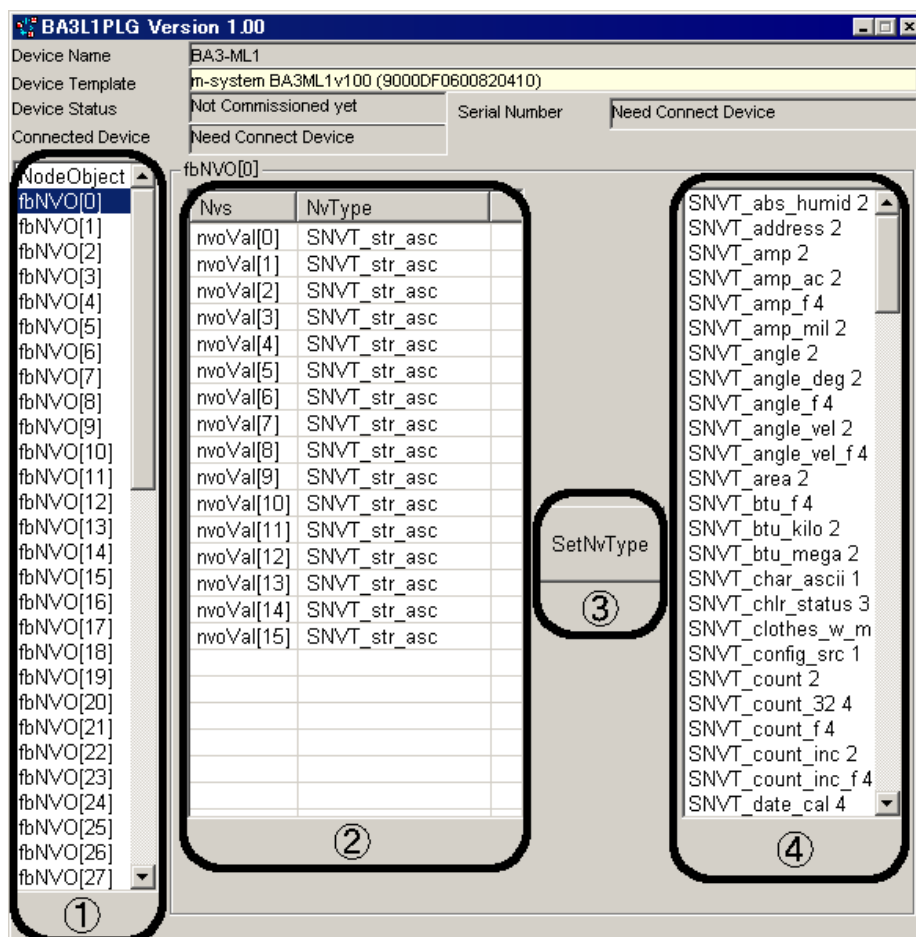 BA3L1PLG Version 1.00
Device Name BA3-ML1
Device Template m-system BA3ML1v100 (9000DF0600820410)
Device Status Not Commissioned yet Serial Number Need Connect Device
Connected Device Need Connect Device
NodeObject
fbNVO[0]
fbNVO[1]
fbNVO[2]
fbNVO[3]
fbNVO[4]
fbNVO[5]
fbNVO[6]
fbNVO[7]
fbNVO[8]
fbNVO[9]
fbNVO[10]
fbNVO[11]
fbNVO[12]
fbNVO[13]
fbNVO[14]
fbNVO[15]
fbNVO[16]
fbNVO[17]
fbNVO[18]
fbNVO[19]
fbNVO[20]
fbNVO[21]
fbNVO[22]
fbNVO[23]
fbNVO[24]
fbNVO[25]
fbNVO[26]
fbNVO[27]
①
fbNVO[0]
Nvs NvType
nvoVal[0] SNVT_str_asc
nvoVal[1] SNVT_str_asc
nvoVal[2] SNVT_str_asc
nvoVal[3] SNVT_str_asc
nvoVal[4] SNVT_str_asc
nvoVal[5] SNVT_str_asc
nvoVal[6] SNVT_str_asc
nvoVal[7] SNVT_str_asc
nvoVal[8] SNVT_str_asc
nvoVal[9] SNVT_str_asc
nvoVal[10] SNVT_str_asc
nvoVal[11] SNVT_str_asc
nvoVal[12] SNVT_str_asc
nvoVal[13] SNVT_str_asc
nvoVal[14] SNVT_str_asc
nvoVal[15] SNVT_str_asc
②
SetNvType
③
SNVT_abs_humid 2
SNVT_address 2
SNVT_amp 2
SNVT_amp_ac 2
SNVT_amp_f 4
SNVT_amp_mil 2
SNVT_angle 2
SNVT_angle_deg 2
SNVT_angle_f 4
SNVT_angle_vel 2
SNVT_angle_vel_f 4
SNVT_area 2
SNVT_btu_f 4
SNVT_btu_kilo 2
SNVT_btu_mega 2
SNVT_char_ascii 1
SNVT_chlr_status 3
SNVT_clothes_w_m
SNVT_config_src 1
SNVT_count 2
SNVT_count_32 4
SNVT_count_f 4
SNVT_count_inc 2
SNVT_count_inc_f 4
SNVT_date_cal 4
④